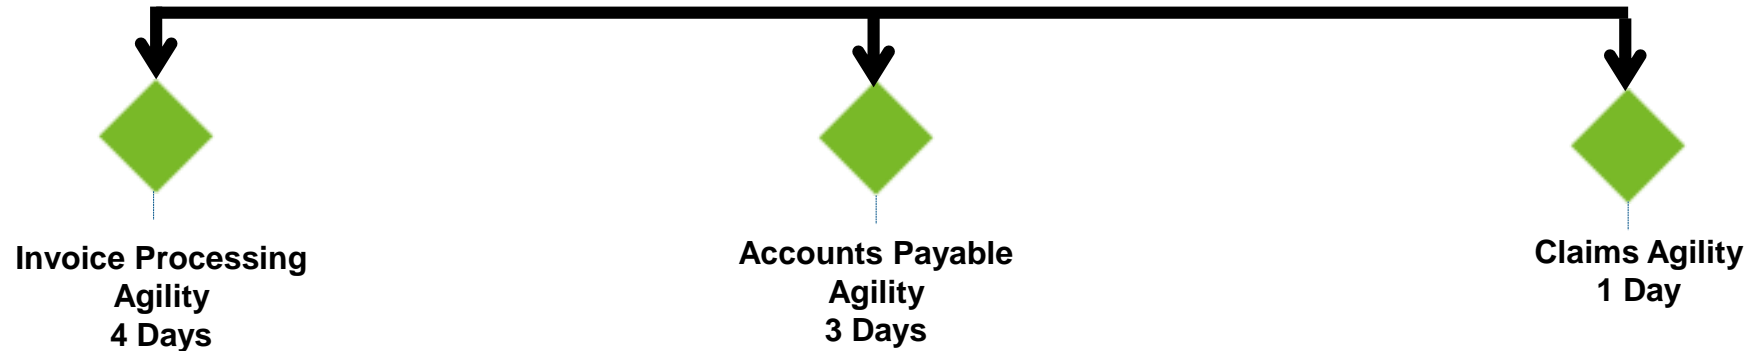 Invoice Processing
Agility
4 Days
Accounts Payable
Agility
3 Days
Claims Agility
1 Day